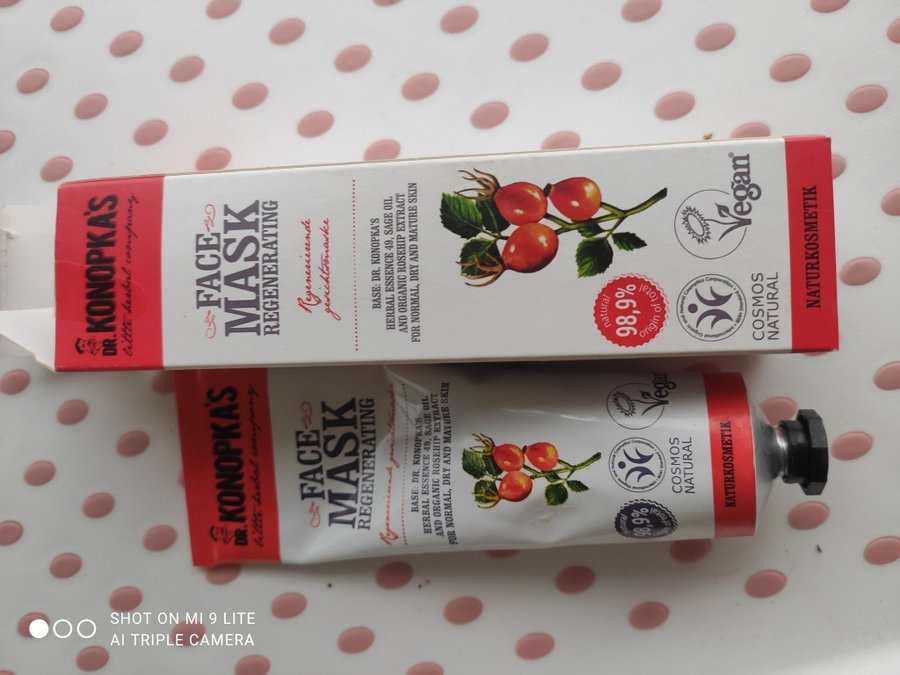 DR. KONOPKA'S
little herbal company
FACE
MASK
REGENERATING
Regenerierende
gesichtsmaske
BASE: DR. KONOPKA'S
HERBAL ESSENCE 49, SAGE OIL
AND ORGANIC ROSEHIP EXTRACT
FOR NORMAL, DRY AND MATURE SKIN
Vegan®
natural
98,9%
origin of total
COSMOS
NATURAL
NATURKOSMETIK
DR. KONOPKA'S
little herbal company
FACE
MASK
REGENERATING
Regenerierende gesichtsmaske
BASE: DR. KONOPKA'S
HERBAL ESSENCE 49, SAGE OIL
AND ORGANIC ROSEHIP EXTRACT
FOR NORMAL, DRY AND MATURE SKIN
Vegan
98,9%
COSMOS
NATURAL
NATURKOSMETIK
SHOT ON MI 9 LITE
AI TRIPLE CAMERA